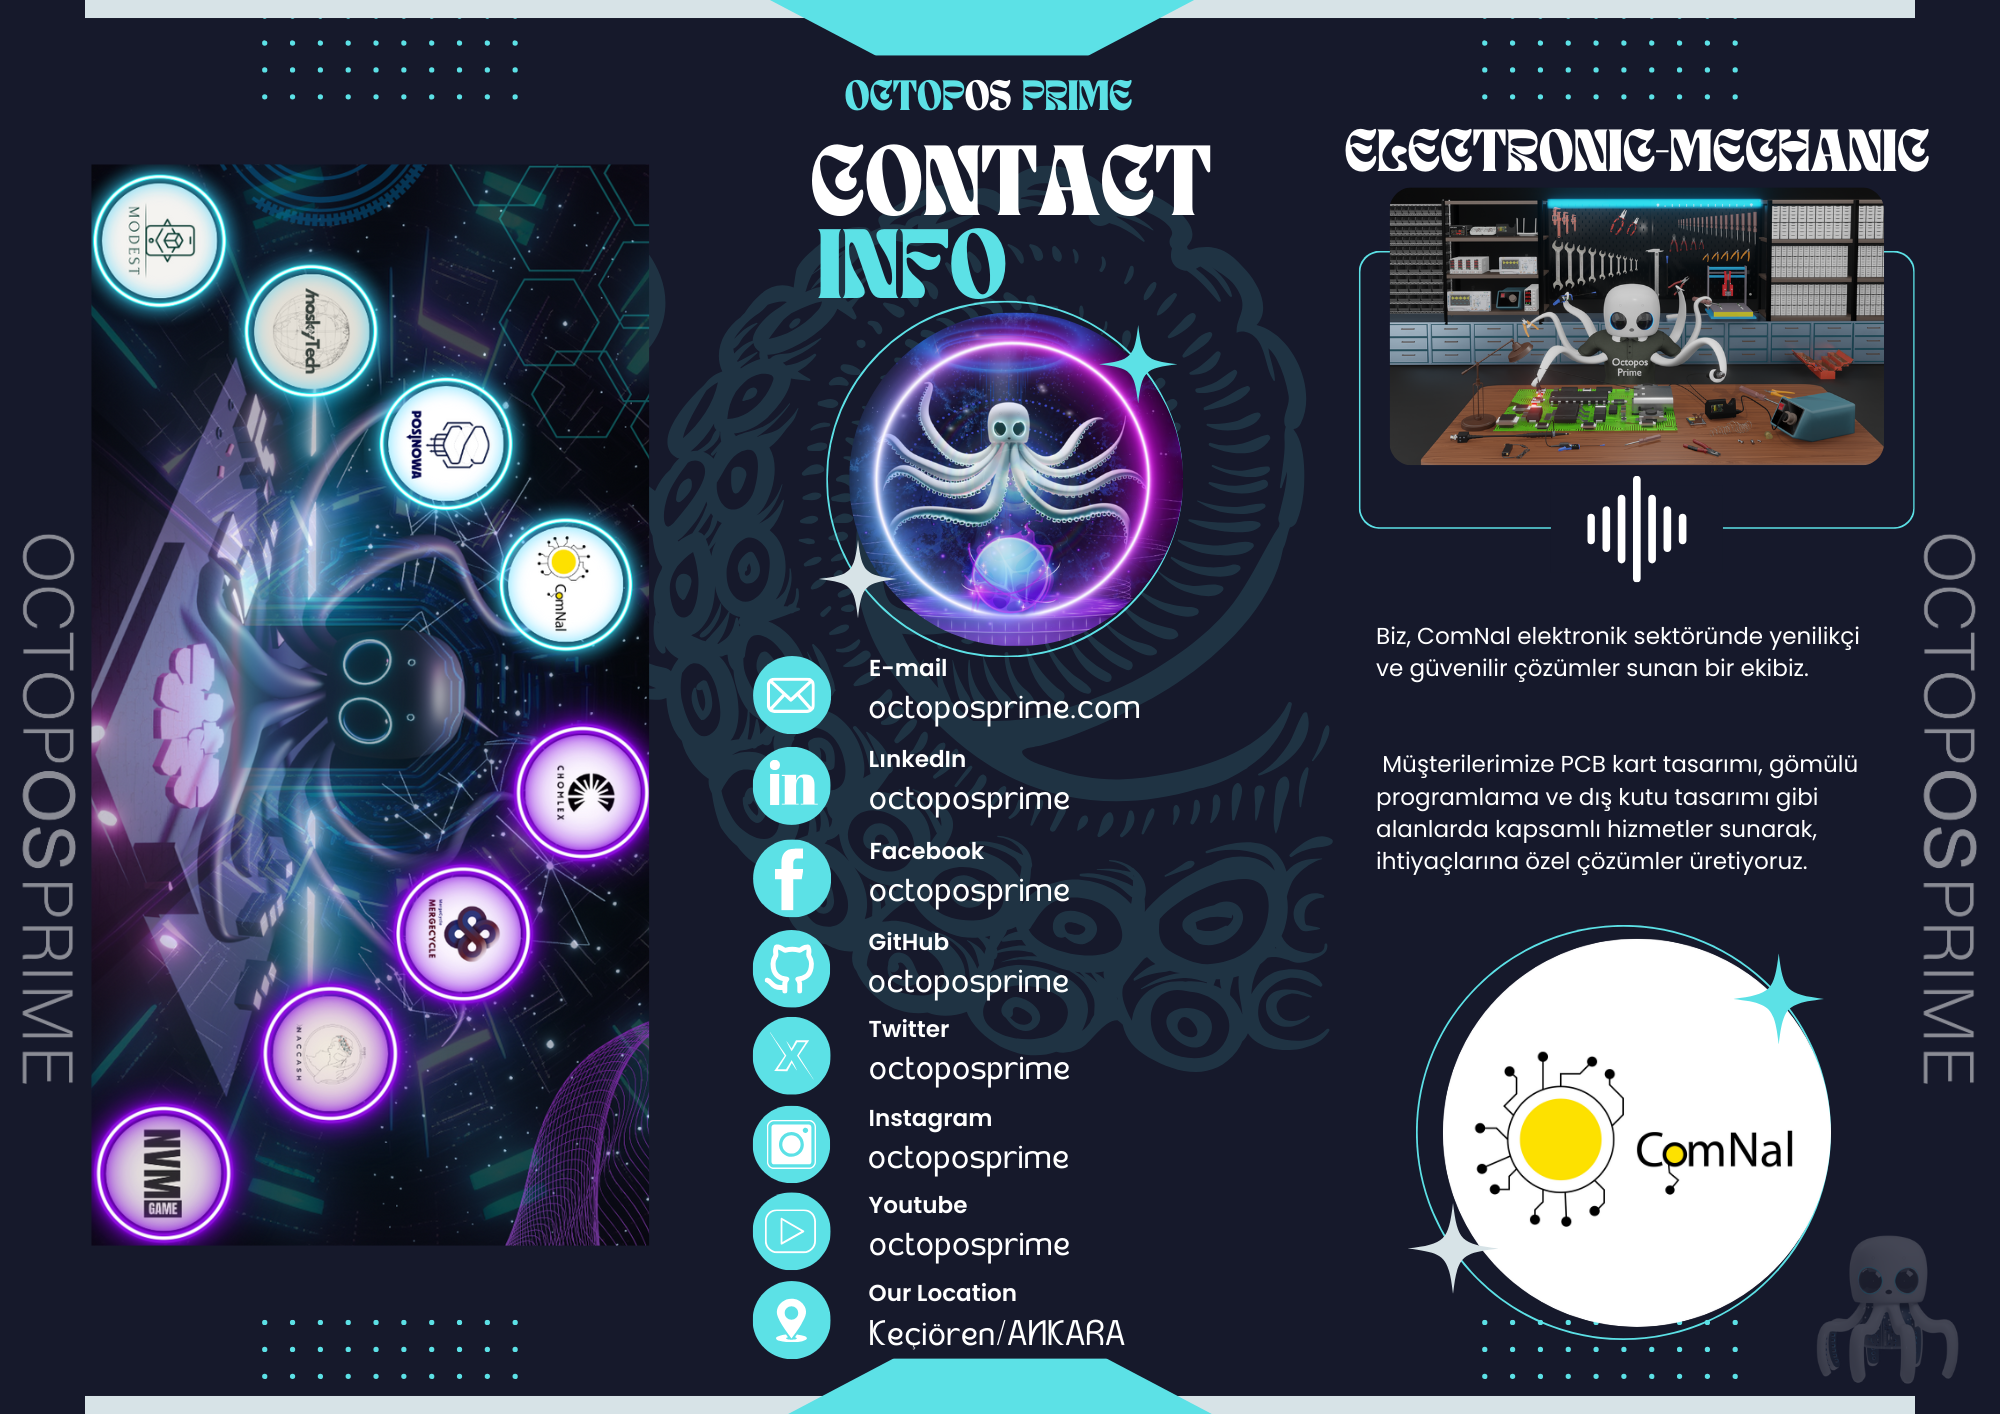 OCTOPOSPRIME
MODEST
AnoskyTech
POSINOWA
ComNal
CHOMLEX
MERGECYCLE
NACCASH
NVM
GAME
OCTOPOS PRIME
CONTACT
INFO
E-mail
octoposprime.com
LınkedIn
octoposprime
Facebook
octoposprime
GitHub
octoposprime
Twitter
octoposprime
Instagram
octoposprime
Youtube
octoposprime
Our Location
Keçiören/ANKARA
ELECTRONIC-MECHANIC
Octopos
Prime
Biz, ComNal elektronik sektöründe yenilikçi
ve güvenilir çözümler sunan bir ekibiz.
Müşterilerimize PCB kart tasarımı, gömülü
programlama ve dış kutu tasarımı gibi
alanlarda kapsamlı hizmetler sunarak,
ihtiyaçlarına özel çözümler üretiyoruz.
ComNal
OCTOPOSPRIME